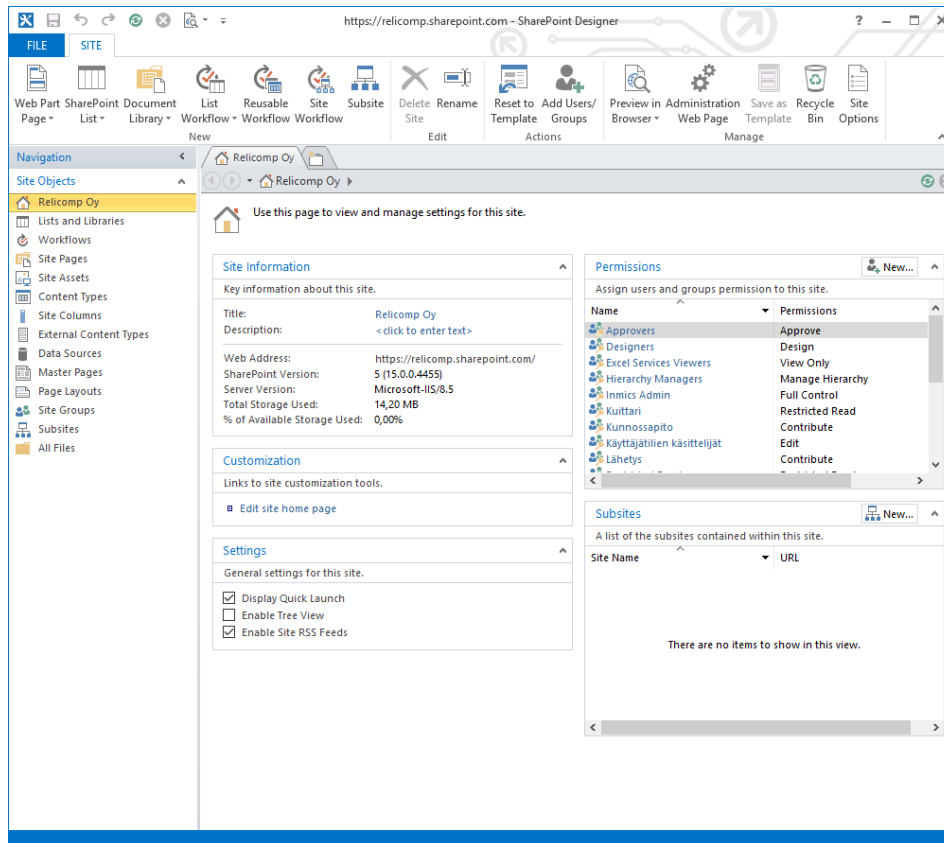 https://relicomp.sharepoint.com - SharePoint Designer
FILE SITE
Web Part Page SharePoint List Document Library List Workflow Reusable Workflow Site Workflow Subsite Delete Site Rename Reset to Template Add Users/ Groups Preview in Browser Administration Web Page Save as Template Recycle Bin Site Options
New Edit Actions Manage
Navigation
Site Objects
Relicomp Oy
Lists and Libraries
Workflows
Site Pages
Site Assets
Content Types
Site Columns
External Content Types
Data Sources
Master Pages
Page Layouts
Site Groups
Subsites
All Files
Relicomp Oy
Relicomp Oy
Use this page to view and manage settings for this site.
Site Information
Key information about this site.
Title: Relicomp Oy
Description: <click to enter text>
Web Address: https://relicomp.sharepoint.com/
SharePoint Version: 5 (15.0.0.4455)
Server Version: Microsoft-IIS/8.5
Total Storage Used: 14,20 MB
% of Available Storage Used: 0,00%
Customization
Links to site customization tools.
Edit site home page
Settings
General settings for this site.
Display Quick Launch
Enable Tree View
Enable Site RSS Feeds
Permissions New...
Assign users and groups permission to this site.
Name Permissions
Approvers Approve
Designers Design
Excel Services Viewers View Only
Hierarchy Managers Manage Hierarchy
Inmics Admin Full Control
Kuittari Restricted Read
Kunnossapito Contribute
Käyttäjätilien käsittelijät Edit
Lähetys Contribute
Subsites New...
A list of the subsites contained within this site.
Site Name URL
There are no items to show in this view.